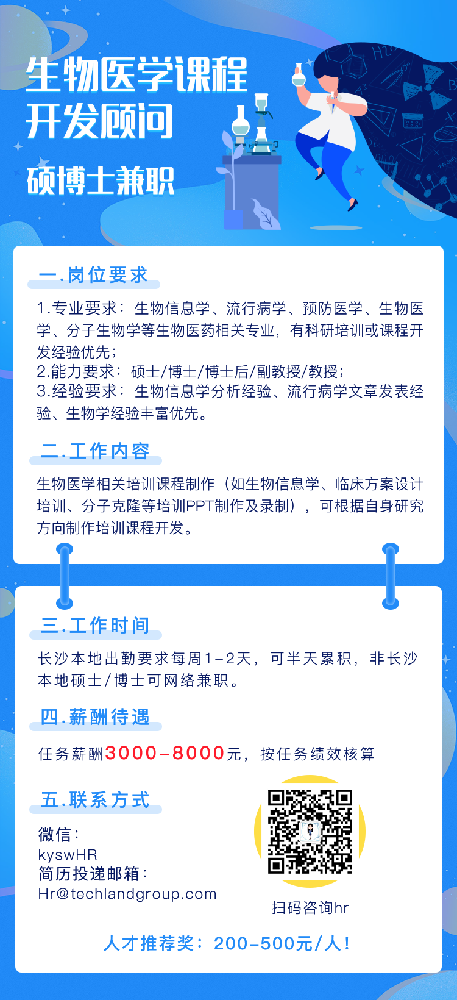 生物医学课程
开发顾问
硕博士兼职
一.岗位要求
1.专业要求：生物信息学、流行病学、预防医学、生物医
学、分子生物学等生物医药相关专业，有科研培训或课程开
发经验优先；
2.能力要求：硕士/博士/博士后/副教授/教授；
3.经验要求：生物信息学分析经验、流行病学文章发表经
验、生物学经验丰富优先。
二.工作内容
生物医学相关培训课程制作（如生物信息学、临床方案设计
培训、分子克隆等培训PPT制作及录制），可根据自身研究
方向制作培训课程开发。
三.工作时间
长沙本地出勤要求每周1-2天，可半天累积，非长沙
本地硕士/博士可网络兼职。
四.薪酬待遇
任务薪酬3000-8000元，按任务绩效核算
五.联系方式
微信：
kyswHR
简历投递邮箱：
Hr@techlandgroup.com
扫码咨询hr
人才推荐奖：200-500元/人！